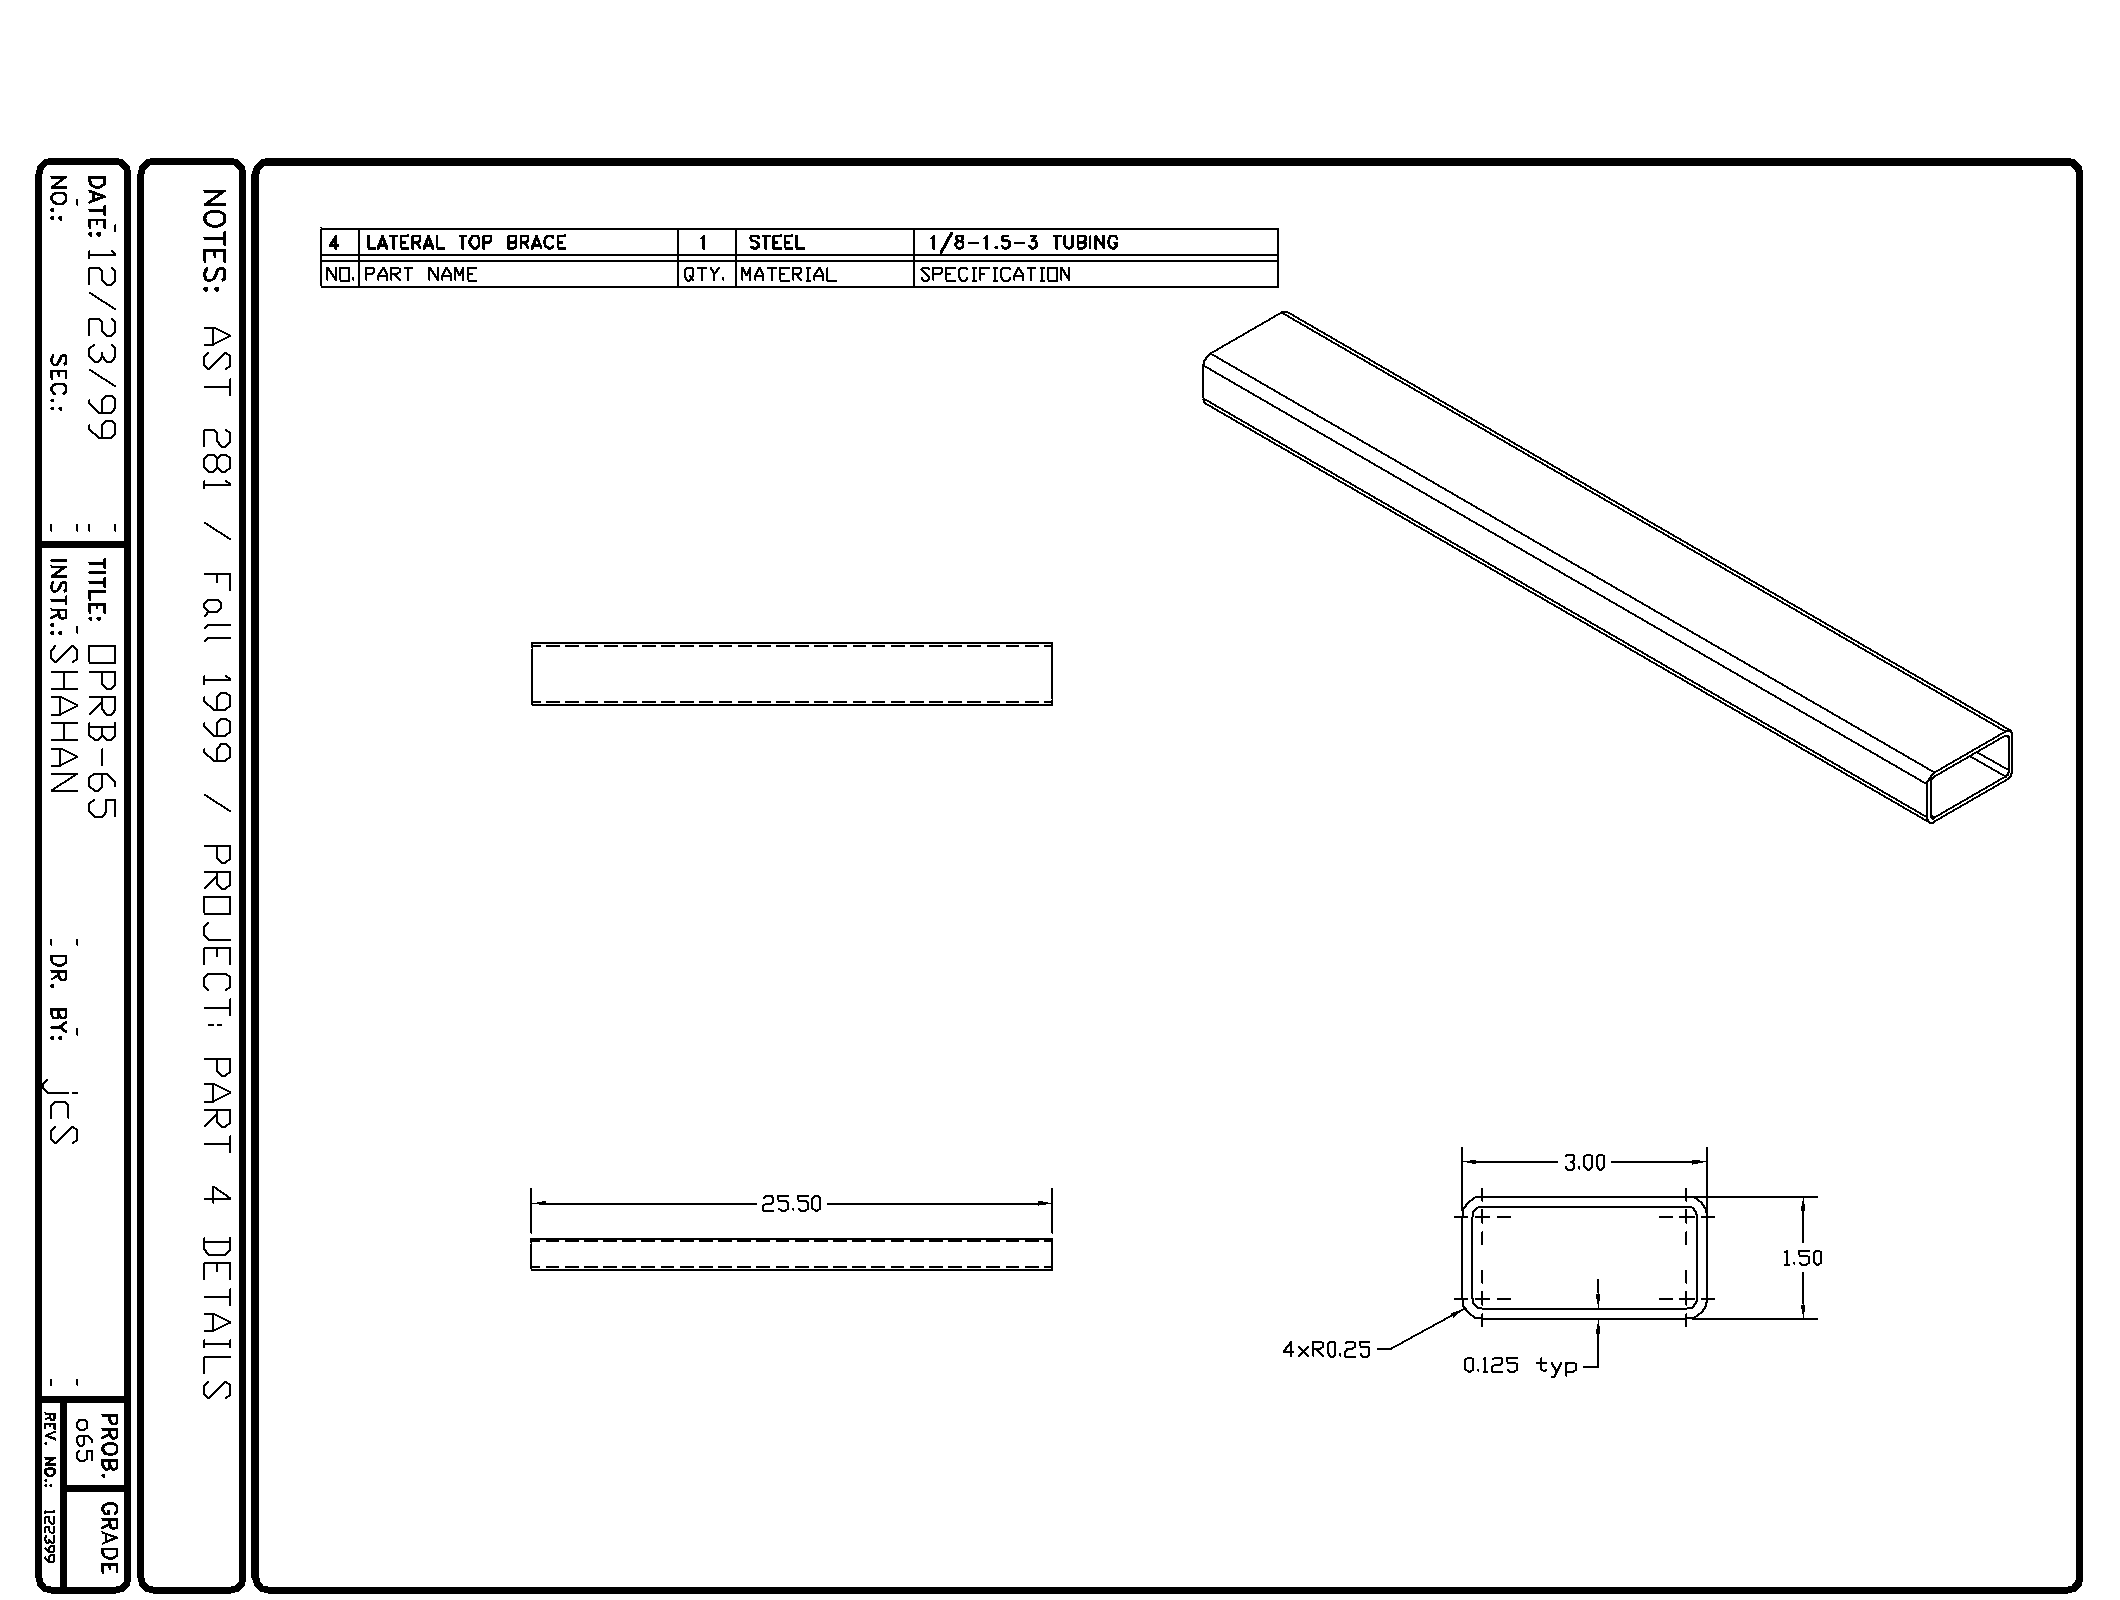 4 LATERAL TOP BRACE 1 STEEL 1/8-1.5-3 TUBING
NO. PART NAME QTY. MATERIAL SPECIFICATION
25.50
3.00
1.50
4xR0.25
0.125 typ
NOTES: AST 281 / Fall 1999 / PROJECT: PART 4 DETAILS
DATE: 12/23/99
NO.: SEC.:
TITLE: OPRB-65
INSTR.: SHAHAN DR. BY: jcS
PROB. GRADE
o65
REV. NO.: 122399